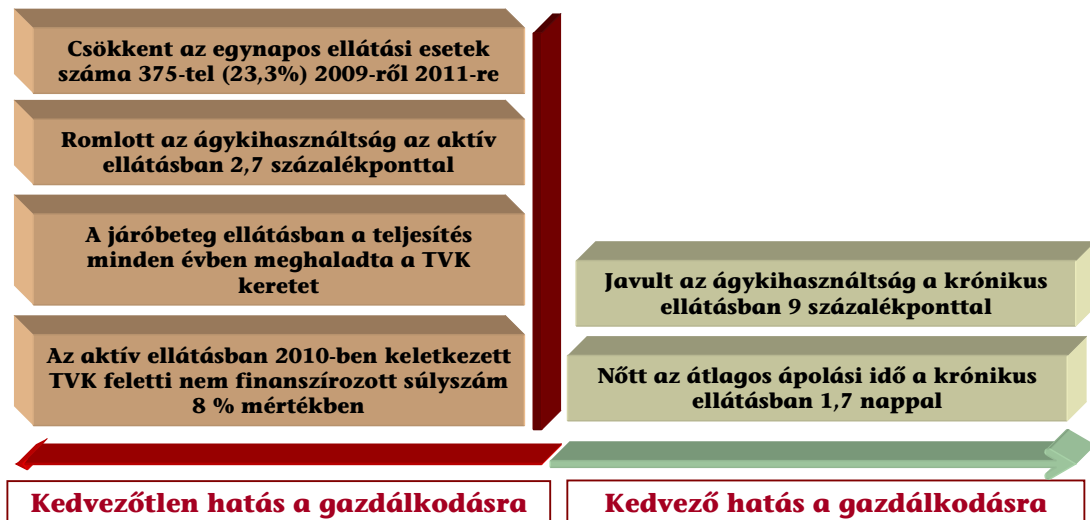 Csökkent az egynapos ellátási esetek
száma 375-tel (23,3%) 2009-ről 2011-re
Romlott az ágykihasználtság az aktív
ellátásban 2,7 százalékponttal
A járóbeteg ellátásban a teljesítés
minden évben meghaladta a TVK
keretet
Az aktív ellátásban 2010-ben keletkezett
TVK feletti nem finanszírozott súlyszám
8 % mértékben
Javult az ágykihasználtság a krónikus
ellátásban 9 százalékponttal
Nőtt az átlagos ápolási idő a krónikus
ellátásban 1,7 nappal
Kedvezőtlen hatás a gazdálkodásra
Kedvező hatás a gazdálkodásra